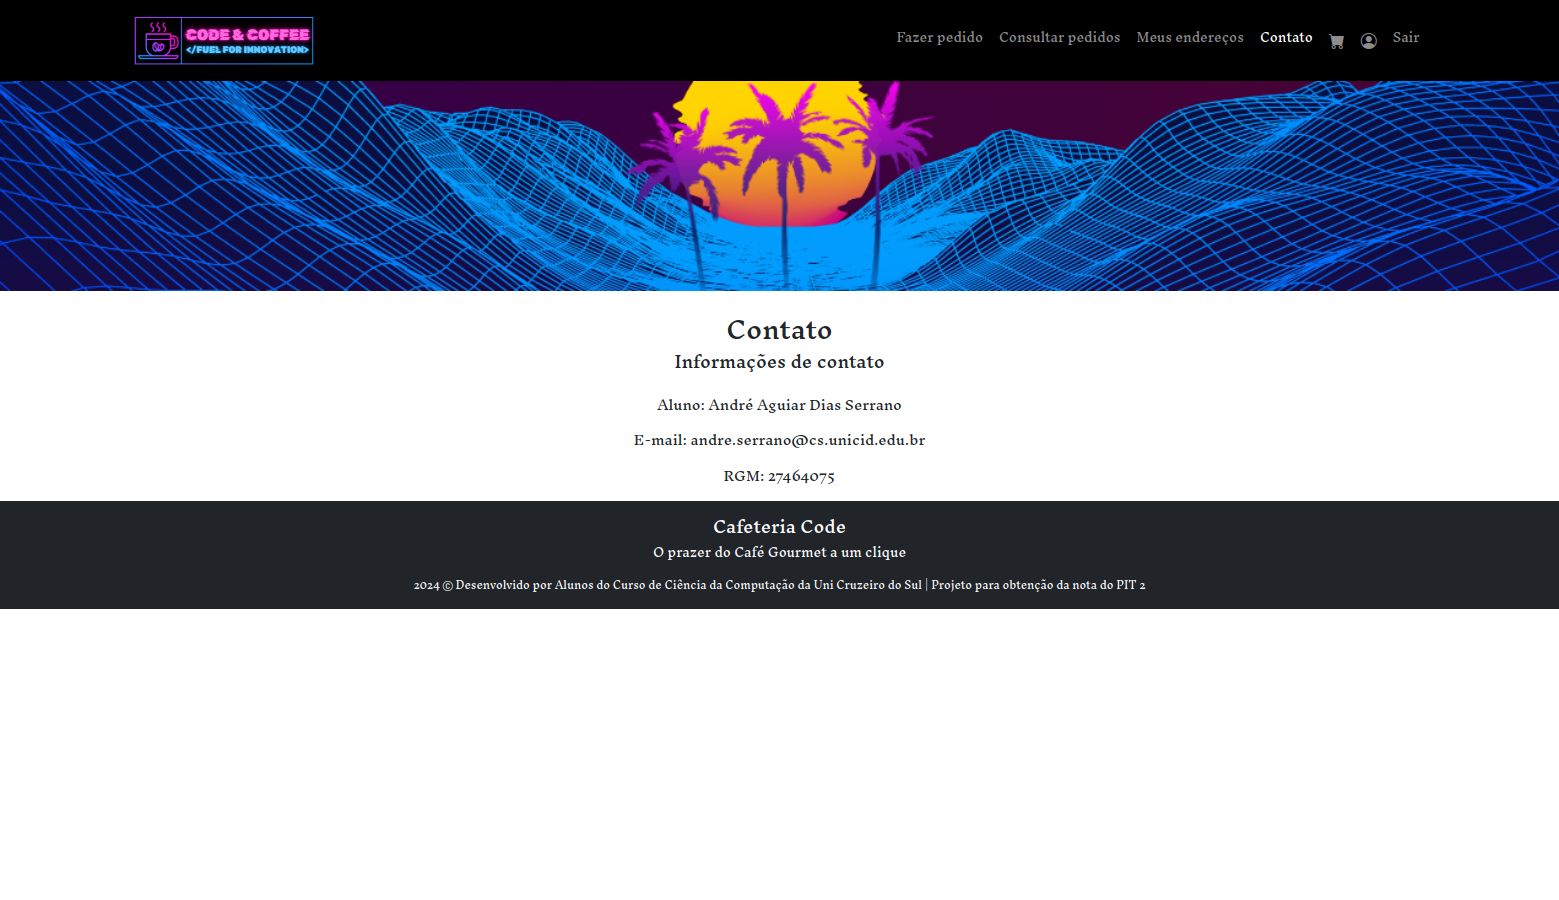 CODE & COFFEE
</FUEL FOR INNOVATION>
Fazer pedido Consultar pedidos Meus endereços Contato Sair
Contato
Informações de contato
Aluno: André Aguiar Dias Serrano
E-mail: andre.serrano@cs.unicid.edu.br
RGM: 27464075
Cafeteria Code
O prazer do Café Gourmet a um clique
2024 © Desenvolvido por Alunos do Curso de Ciência da Computação da Uni Cruzeiro do Sul | Projeto para obtenção da nota do PIT 2